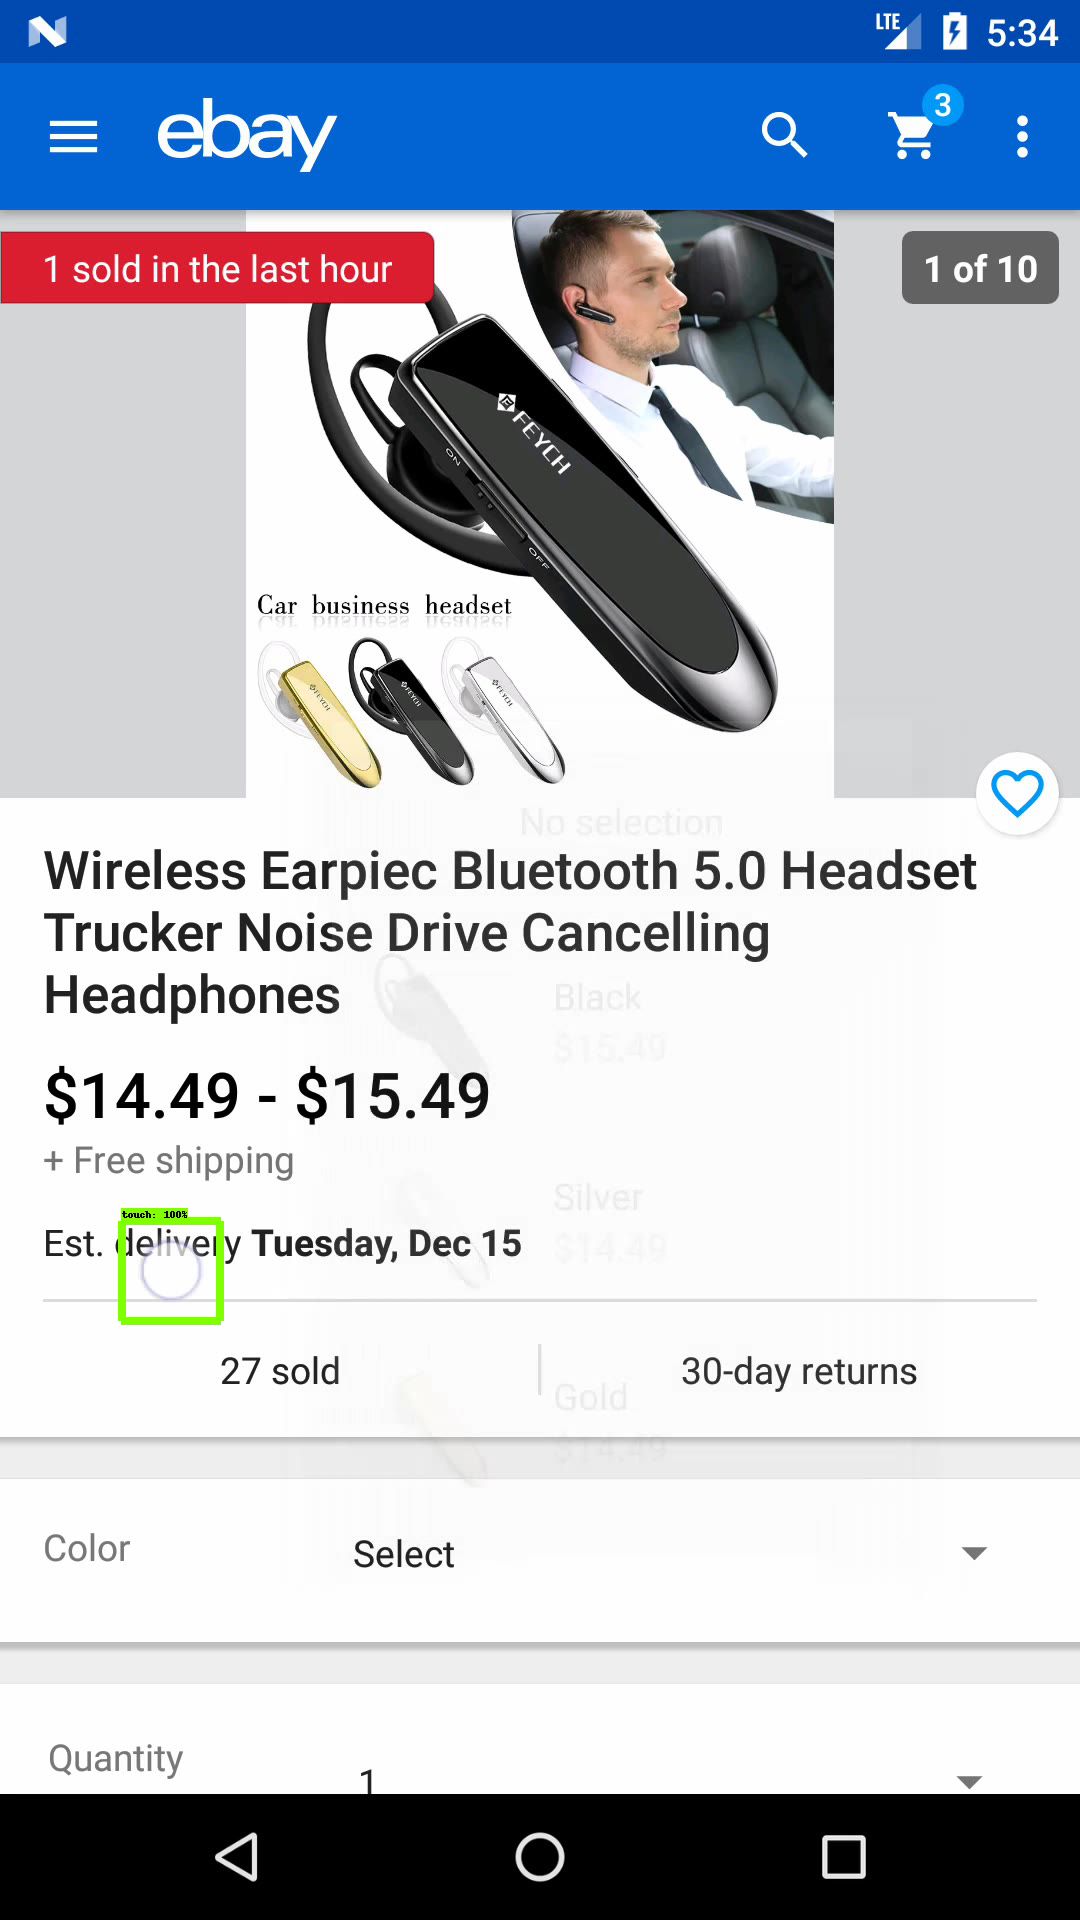 LTE 5:34
ebay 3
1 sold in the last hour
1 of 10
FEYCH
ON
OFF
Car business headset
FEYCH FEYCH FEYCH
No selection
Wireless Earpiec Bluetooth 5.0 Headset
Trucker Noise Drive Cancelling
Headphones
Black
$15.49
$14.49 - $15.49
+ Free shipping
Silver
touch: 100%
Est. delivery Tuesday, Dec 15
$14.49
27 sold
30-day returns
Gold
$14.49
Color Select
Quantity 1